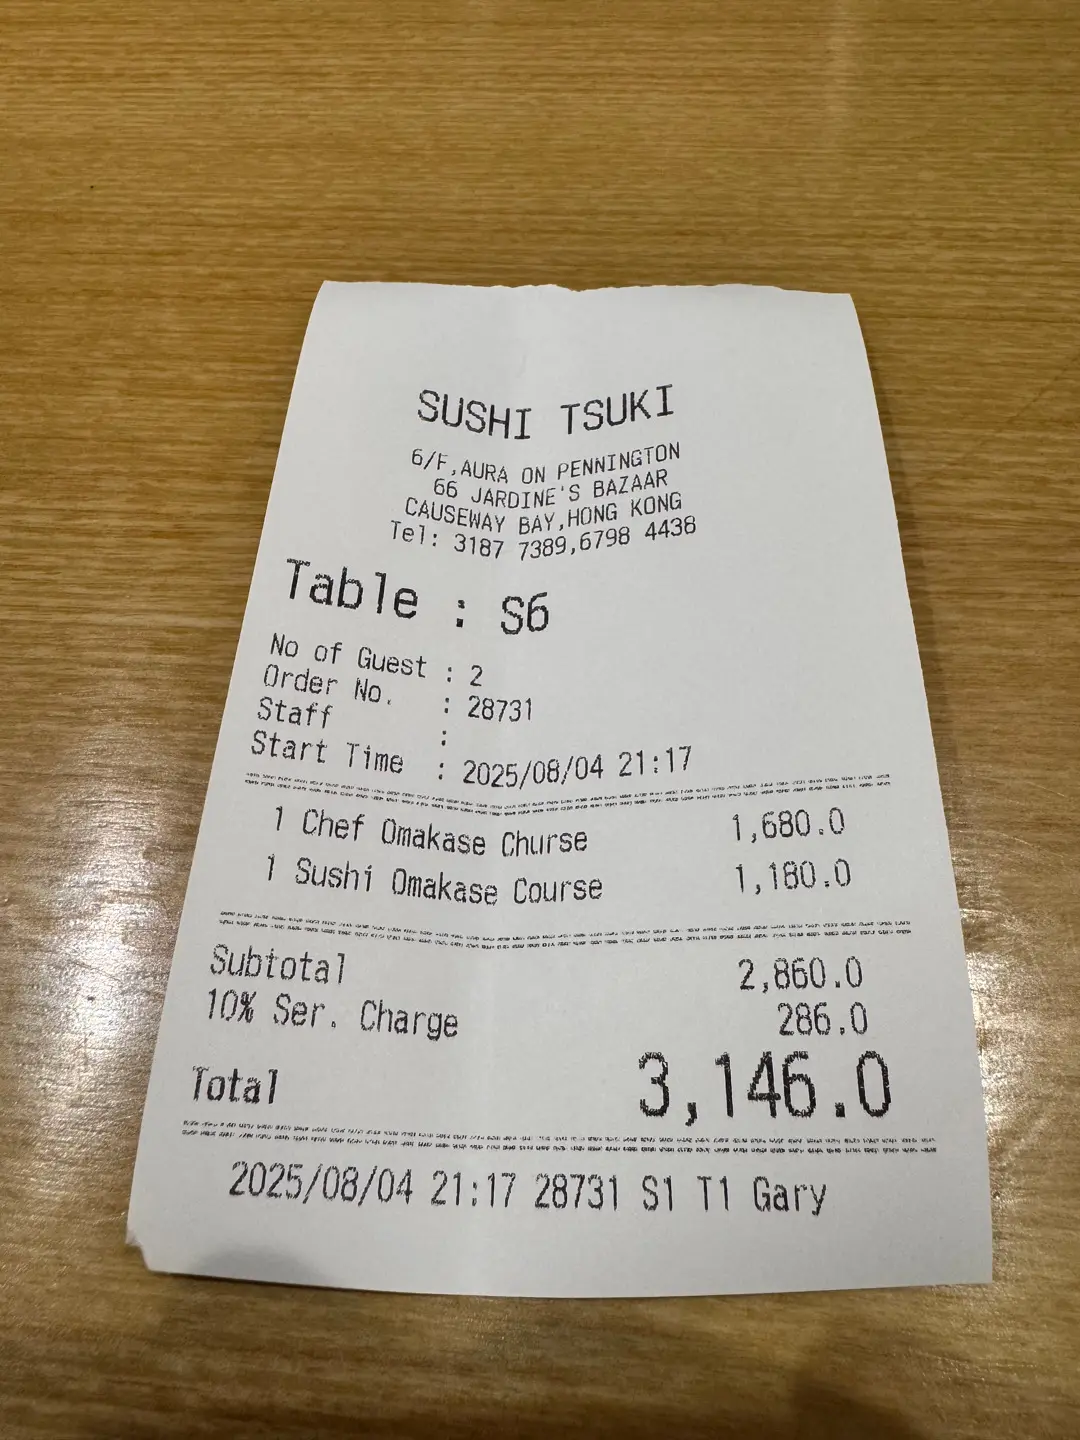 SUSHI TSUKI
6/F,AURA ON PENNINGTON
66 JARDINE'S BAZAAR
CAUSEWAY BAY,HONG KONG
Tel: 3187 7389,6798 4438
Table : S6
No of Guest : 2
Order No. : 28731
Staff :
Start Time : 2025/08/04 21:17
1 Chef Omakase Churse 1,680.0
1 Sushi Omakase Course 1,180.0
Subtotal 2,860.0
10% Ser. Charge 286.0
Total 3,146.0
2025/08/04 21:17 28731 S1 T1 Gary